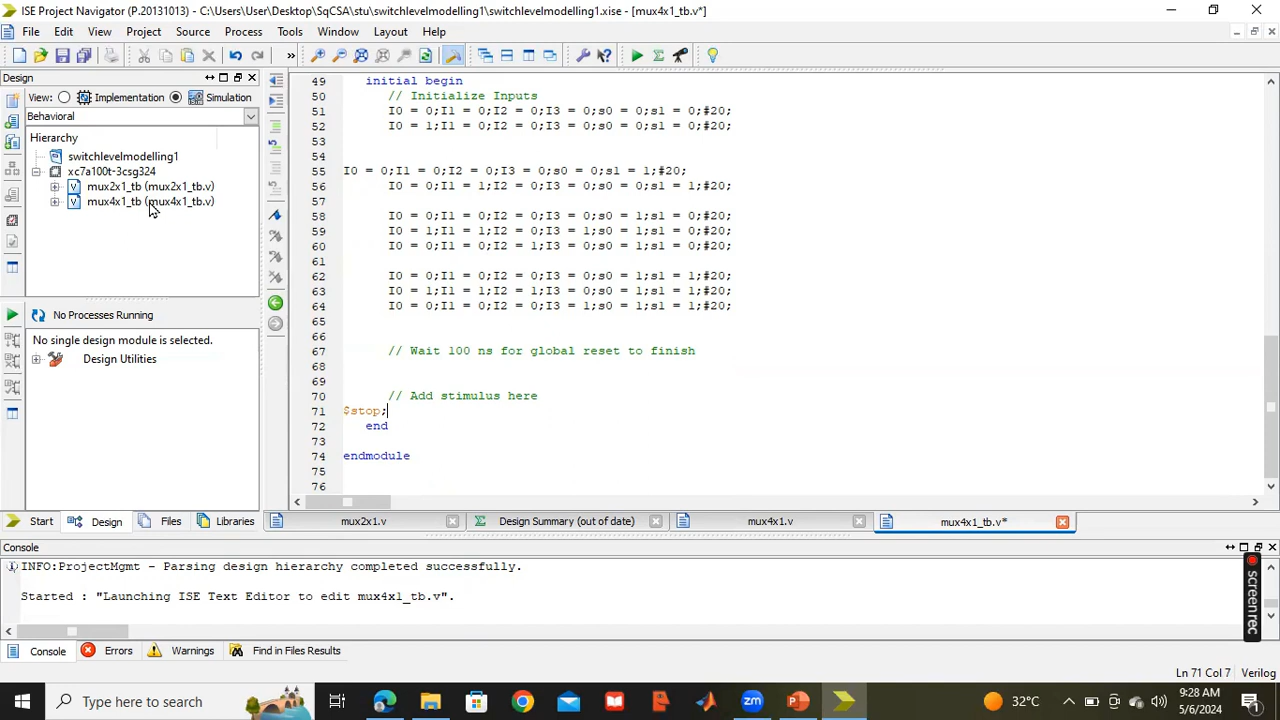 ISE Project Navigator (P.20131013) - C:\Users\User\Desktop\SqCSA\stu\switchlevelmodelling1\switchlevelmodelling1.xise - [mux4x1_tb.v*]
File Edit View Project Source Process Tools Window Layout Help
Design
View: Implementation Simulation
Behavioral
Hierarchy
switchlevelmodelling1
xc7a100t-3csg324
mux2x1_tb (mux2x1_tb.v)
mux4x1_tb (mux4x1_tb.v)
No Processes Running
No single design module is selected.
Design Utilities
Start Design Files Libraries
49 initial begin
50 // Initialize Inputs
51 I0 = 0;I1 = 0;I2 = 0;I3 = 0;s0 = 0;s1 = 0;#20;
52 I0 = 1;I1 = 0;I2 = 0;I3 = 0;s0 = 0;s1 = 0;#20;
53
54
55 I0 = 0;I1 = 0;I2 = 0;I3 = 0;s0 = 0;s1 = 1;#20;
56 I0 = 0;I1 = 1;I2 = 0;I3 = 0;s0 = 0;s1 = 1;#20;
57
58 I0 = 0;I1 = 0;I2 = 0;I3 = 0;s0 = 1;s1 = 0;#20;
59 I0 = 1;I1 = 1;I2 = 0;I3 = 1;s0 = 1;s1 = 0;#20;
60 I0 = 0;I1 = 0;I2 = 1;I3 = 0;s0 = 1;s1 = 0;#20;
61
62 I0 = 0;I1 = 0;I2 = 0;I3 = 0;s0 = 1;s1 = 1;#20;
63 I0 = 1;I1 = 1;I2 = 1;I3 = 0;s0 = 1;s1 = 1;#20;
64 I0 = 0;I1 = 0;I2 = 0;I3 = 1;s0 = 1;s1 = 1;#20;
65
66
67 // Wait 100 ns for global reset to finish
68
69
70 // Add stimulus here
71 $stop;
72 end
73
74 endmodule
75
76
mux2x1.v Design Summary (out of date) mux4x1.v mux4x1_tb.v*
Console
INFO:ProjectMgmt - Parsing design hierarchy completed successfully.
Started : "Launching ISE Text Editor to edit mux4x1_tb.v".
Console Errors Warnings Find in Files Results
screen rec
Ln 71 Col 7 Verilog
Type here to search
32°C
9:28 AM
5/6/2024